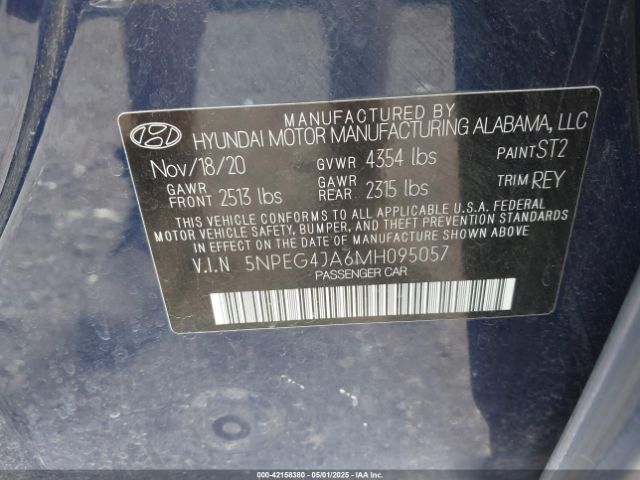 MANUFACTURED BY
HYUNDAI MOTOR MANUFACTURING ALABAMA, LLC
Nov/18/20 GVWR 4354 lbs PAINT ST2
GAWR FRONT 2513 lbs GAWR REAR 2315 lbs TRIM REY
THIS VEHICLE CONFORMS TO ALL APPLICABLE U.S.A. FEDERAL
MOTOR VEHICLE SAFETY, BUMPER, AND THEFT PREVENTION STANDARDS
IN EFFECT ON THE DATE OF MANUFACTURE SHOWN ABOVE.
V.I.N 5NPEG4JA6MH095057
PASSENGER CAR
000-42158380 - 05/01/2025 - IAAI.COM